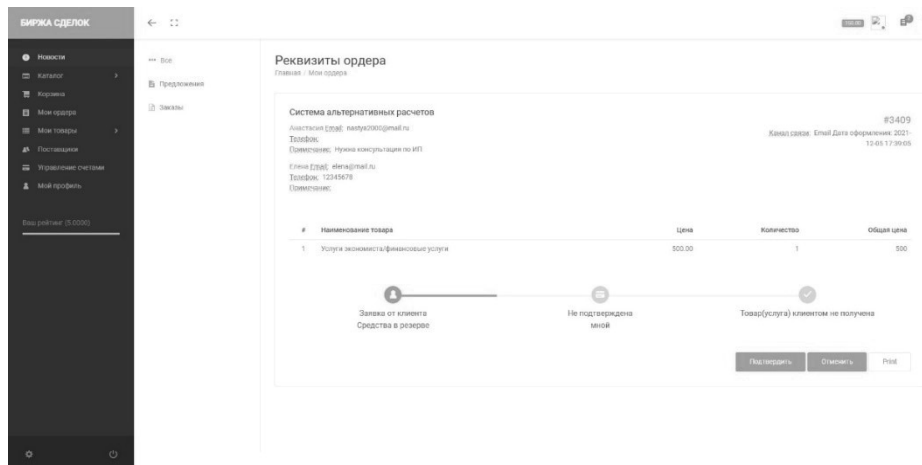 БИРЖА СДЕЛОК
Новости
Каталог
Корзина
Мои ордера
Мои товары
Поставщики
Управление счетами
Мой профиль
Ваш рейтинг (5.0000)
Все
Предложения
Заказы
Реквизиты ордера
Главная / Мои ордера
Система альтернативных расчетов
Анастасия Email: nastya2000@mail.ru
Телефон:
Примечание: Нужна консультация по ИП
Елена Email: elena@mail.ru
Телефон: 12345678
Примечание:
#3409
Канал связи: Email Дата оформления: 2021-
12-05 17:39:05
# Наименование товара Цена Количество Общая цена
1 Услуги экономиста/финансовые услуги 500.00 1 500
Заявка от клиента
Средства в резерве
Не подтверждена
мной
Товар(услуга) клиентом не получена
Подтвердить Отменить Print